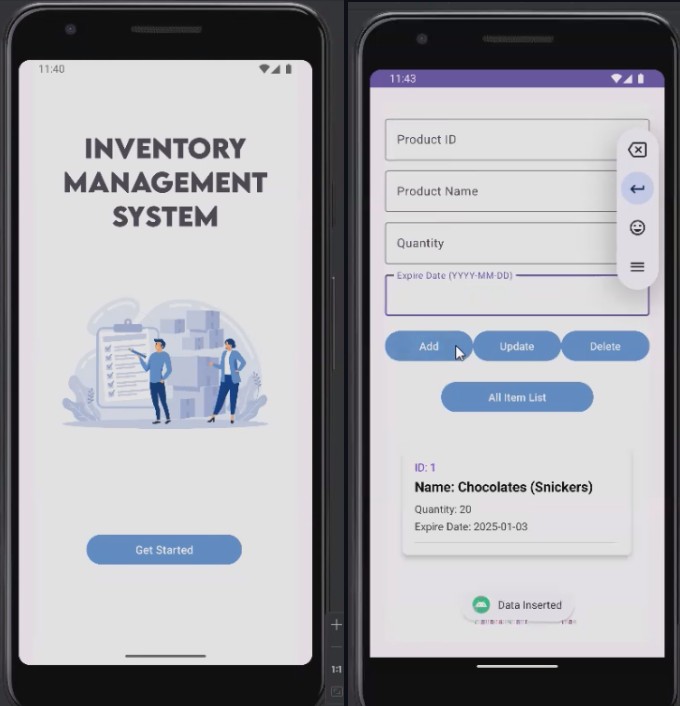 11:40
INVENTORY
MANAGEMENT
SYSTEM
Get Started
1:1
11:43
Product ID
Product Name
Quantity
Expire Date (YYYY-MM-DD)
Add
Update
Delete
All Item List
ID: 1
Name: Chocolates (Snickers)
Quantity: 20
Expire Date: 2025-01-03
Data Inserted